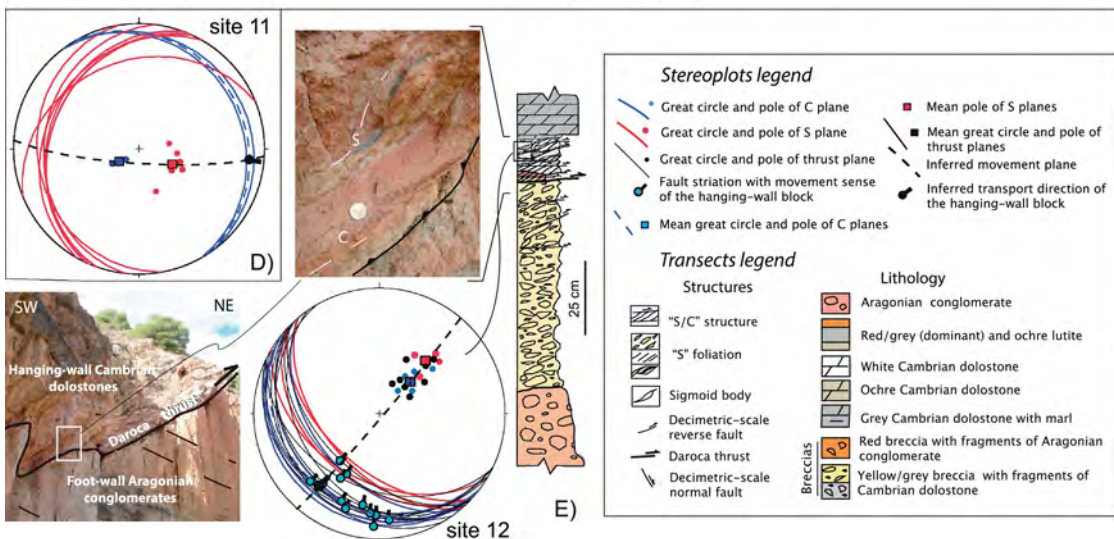 site 11
D)
S
C
SW
NE
Hanging-wall Cambrian
dolostones
Daroca thrust
Foot-wall Aragonian
conglomerates
25 cm
site 12
E)
Stereoplots legend
Great circle and pole of C plane
Great circle and pole of S plane
Great circle and pole of thrust plane
Fault striation with movement sense
of the hanging-wall block
Mean great circle and pole of C planes
Mean pole of S planes
Mean great circle and pole of
thrust planes
Inferred movement plane
Inferred transport direction of
the hanging-wall block
Transects legend
Structures
"S/C" structure
"S" foliation
Sigmoid body
Decimetric-scale
reverse fault
Daroca thrust
Decimetric-scale
normal fault
Lithology
Aragonian conglomerate
Red/grey (dominant) and ochre lutite
White Cambrian dolostone
Ochre Cambrian dolostone
Grey Cambrian dolostone with marl
Breccias
Red breccia with fragments of Aragonian
conglomerate
Yellow/grey breccia with fragments of
Cambrian dolostone